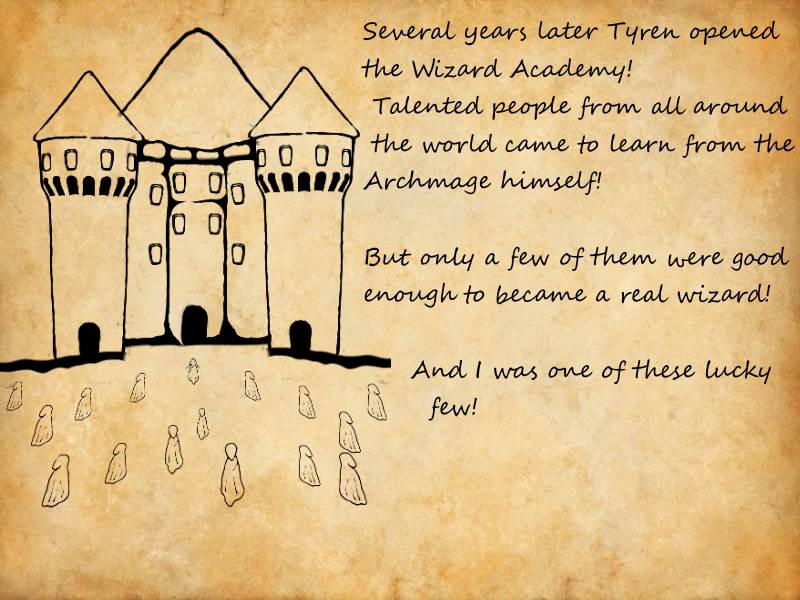 Several years later Tyren opened
the Wizard Academy!
Talented people from all around
the world came to learn from the
Archmage himself!
But only a few of them were good
enough to became a real wizard!
And I was one of these lucky
few!